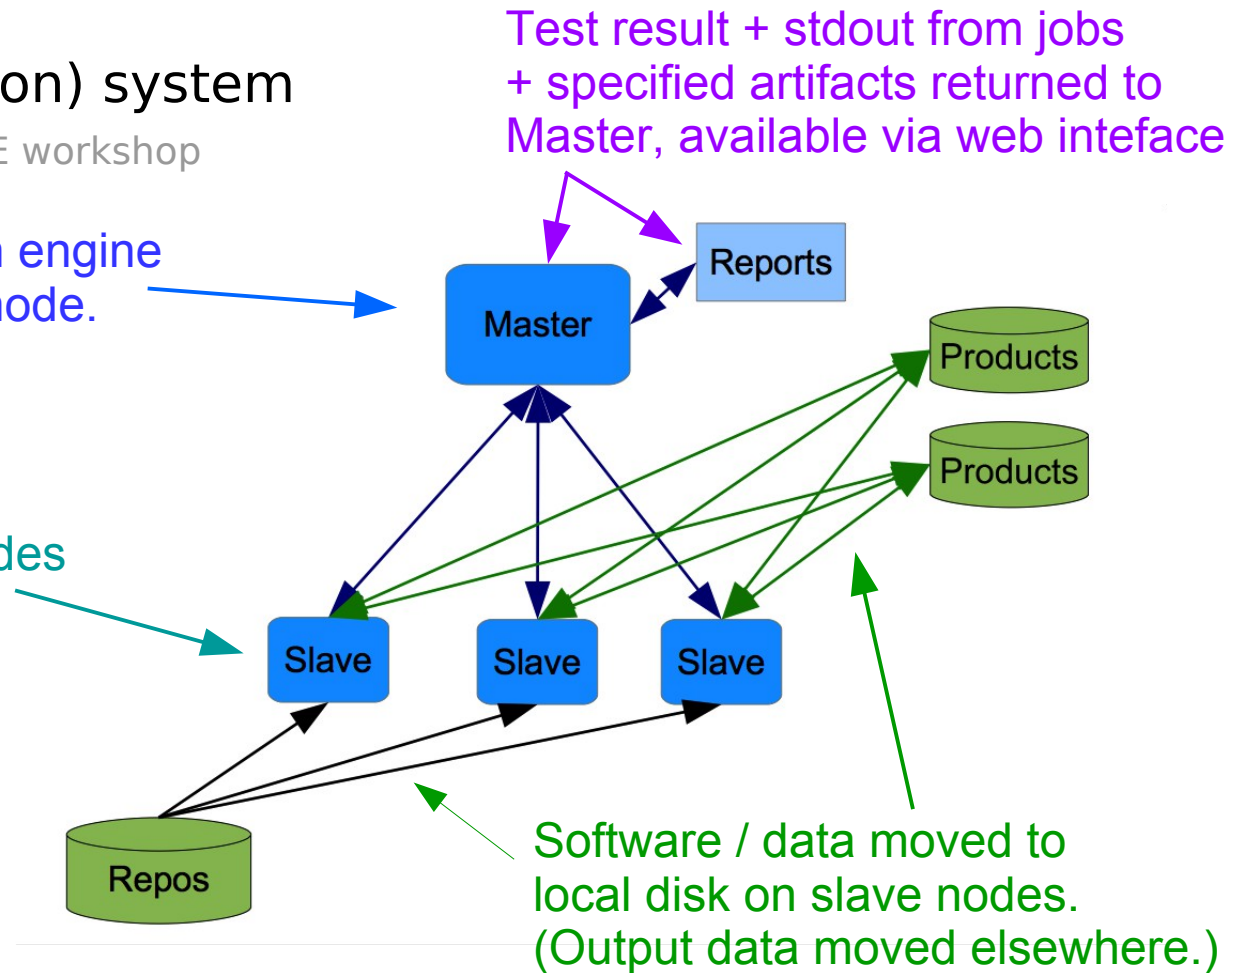 Test result + stdout from jobs
+ specified artifacts returned to
Master, available via web inteface
on) system
E workshop
engine
ode.
Reports
Master
Products
Products
des
Slave
Slave
Slave
Repos
Software / data moved to
local disk on slave nodes.
(Output data moved elsewhere.)